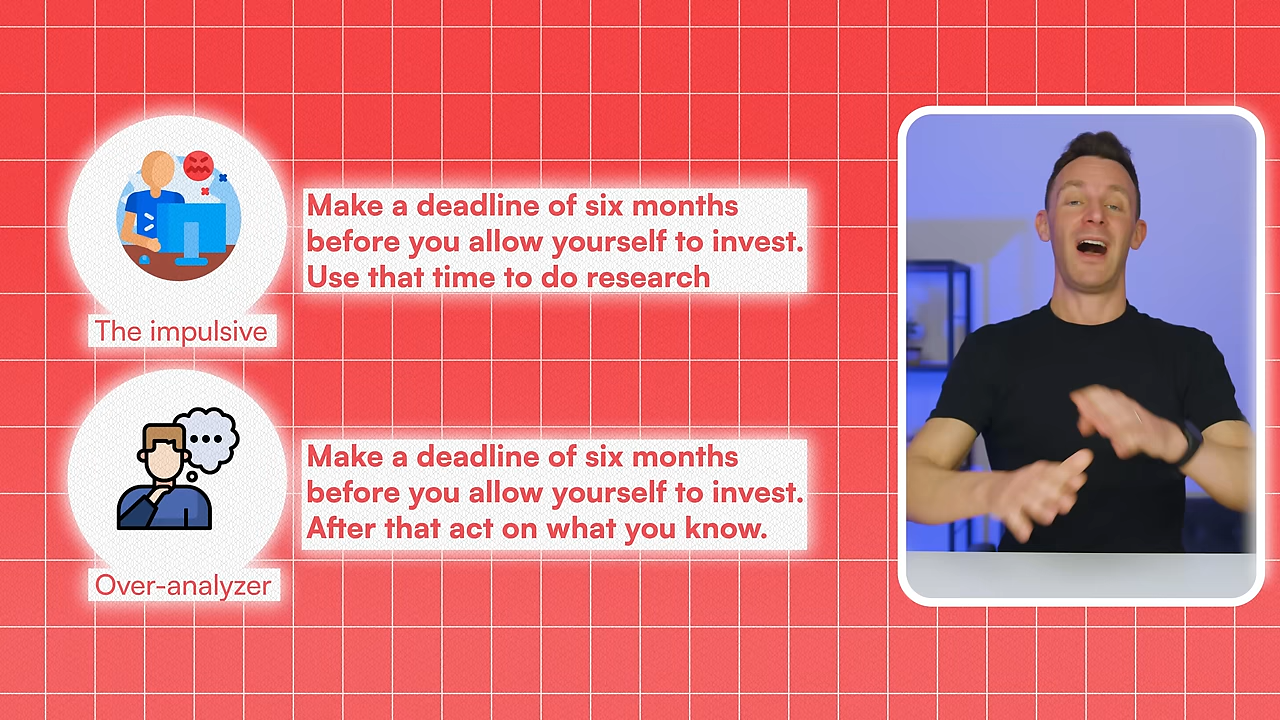 Make a deadline of six months
before you allow yourself to invest.
Use that time to do research
The impulsive
Make a deadline of six months
before you allow yourself to invest.
After that act on what you know.
Over-analyzer